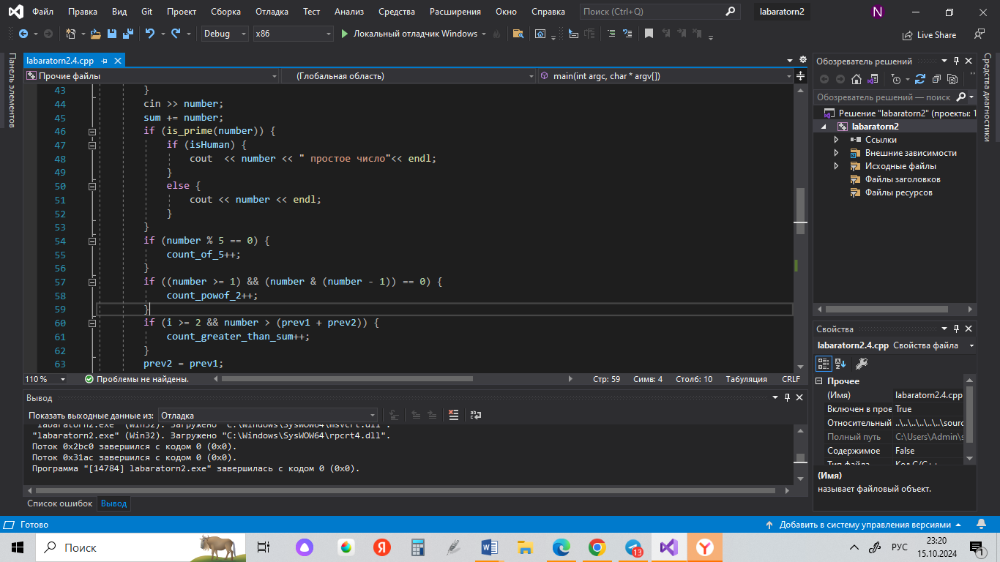 Файл Правка Вид Git Проект Сборка Отладка Тест Анализ Средства Расширения Окно Справка Поиск (Ctrl+Q) labaratorn2 N
Debug x86 Локальный отладчик Windows Live Share
Панель элементов
labaratorn2.4.cpp
Прочие файлы (Глобальная область) main(int argc, char * argv[])
43 }
44 cin >> number;
45 sum += number;
46 if (is_prime(number)) {
47 if (isHuman) {
48 cout << number << " простое число"<< endl;
49 }
50 else {
51 cout << number << endl;
52 }
53 }
54 if (number % 5 == 0) {
55 count_of_5++;
56 }
57 if ((number >= 1) && (number & (number - 1)) == 0) {
58 count_powof_2++;
59 }
60 if (i >= 2 && number > (prev1 + prev2)) {
61 count_greater_than_sum++;
62 }
63 prev2 = prev1;
110 % Проблемы не найдены. Стр: 59 Симв: 4 Столб: 10 Табуляция CRLF
Вывод
Показать выходные данные из: Отладка
"labaratorn2.exe" (Win32). Загружено "C:\Windows\SysWOW64\msvcrt.dll".
"labaratorn2.exe" (Win32). Загружено "C:\Windows\SysWOW64\rpcrt4.dll".
Поток 0x2bc0 завершился с кодом 0 (0x0).
Поток 0x31ac завершился с кодом 0 (0x0).
Программа "[14784] labaratorn2.exe" завершилась с кодом 0 (0x0).
Список ошибок Вывод
Обозреватель решений
Обозреватель решений — поиск
Решение "labaratorn2" (проекты: 1
labaratorn2
Ссылки
Внешние зависимости
Исходные файлы
Файлы заголовков
Файлы ресурсов
Средства диагностики
Свойства
labaratorn2.4.cpp Свойства файла
Прочее
(Имя) labaratorn2.4.cpp
Включен в прое True
Относительный ..\..\..\..\..\sourc
Полный путь C:\Users\Admin\s
Содержимое False
Тип файла Код C/C++
(Имя)
называет файловый объект.
Готово Добавить в систему управления версиями
Поиск Я W 13 Y РУС 23:20
15.10.2024 1